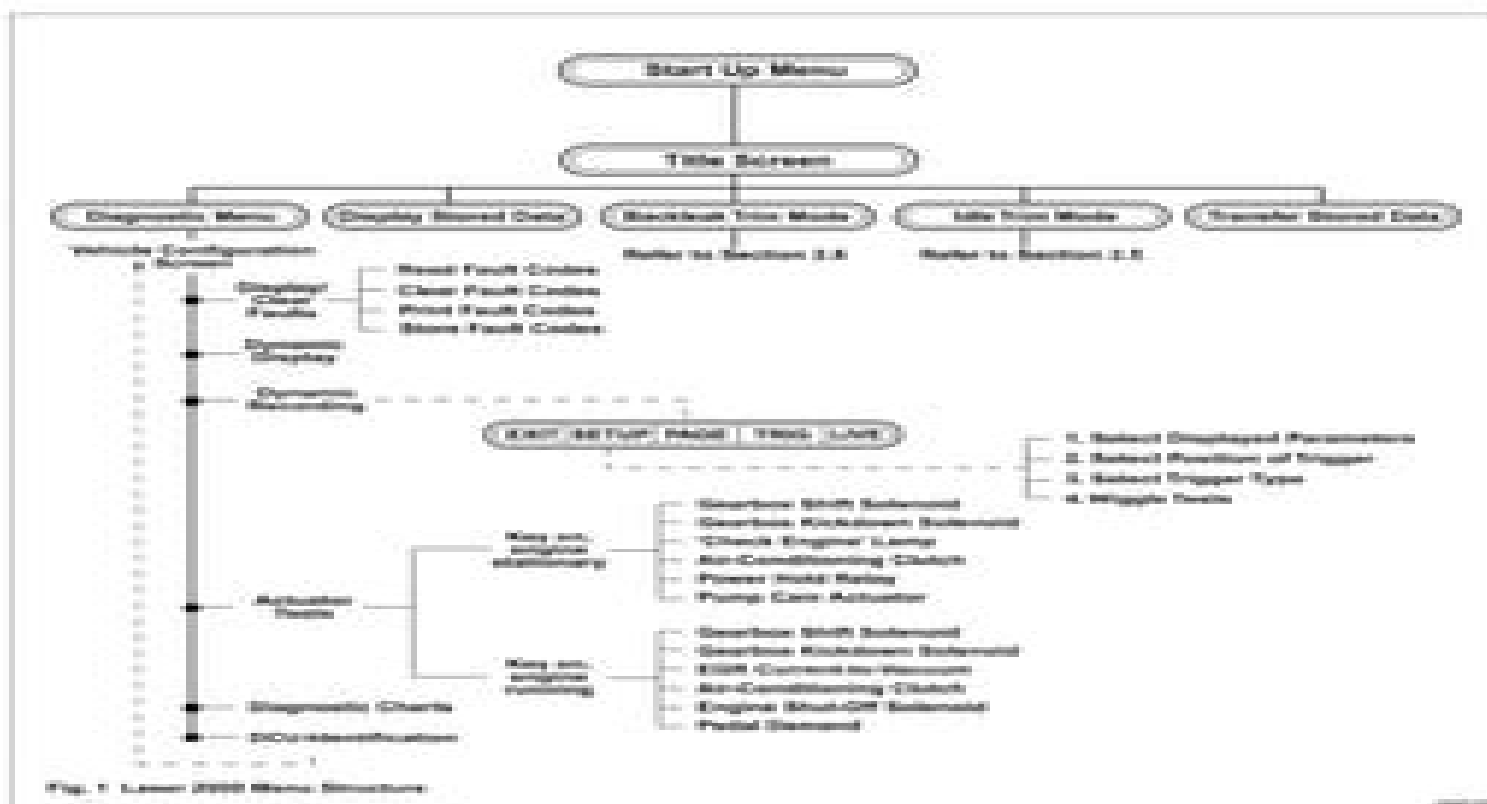 Start Up Menu
Title Screen
Diagnostic Menu
Display Stored Data
Backleak Trim Mode
Idle Trim Mode
Transfer Stored Data
Vehicle Configuration
Screen
Refer to Section
Refer to Section
Display/
Clear
Faults
Read Fault Codes
Clear Fault Codes
Print Fault Codes
Store Fault Codes
Dynamic
Display
Dynamic
Recording
EXIT SETUP PAGE TRIG LIVE
1. Select Displayed Parameters
2. Select Position of Trigger
3. Select Trigger Type
4. Wiggle Tests
Actuator
Tests
Key on,
engine
stationary
Gearbox Shift Solenoid
Gearbox Kickdown Solenoid
'Check Engine' Lamp
Air-Conditioning Clutch
Power Hold Relay
Pump Cam Actuator
Key on,
engine
running
Gearbox Shift Solenoid
Gearbox Kickdown Solenoid
EGR Current-to-Vacuum
Air-Conditioning Clutch
Engine Shut-Off Solenoid
Pedal Demand
Diagnostic Charts
ECU-Identification
Fig. 1 Laser 2000 Menu Structure